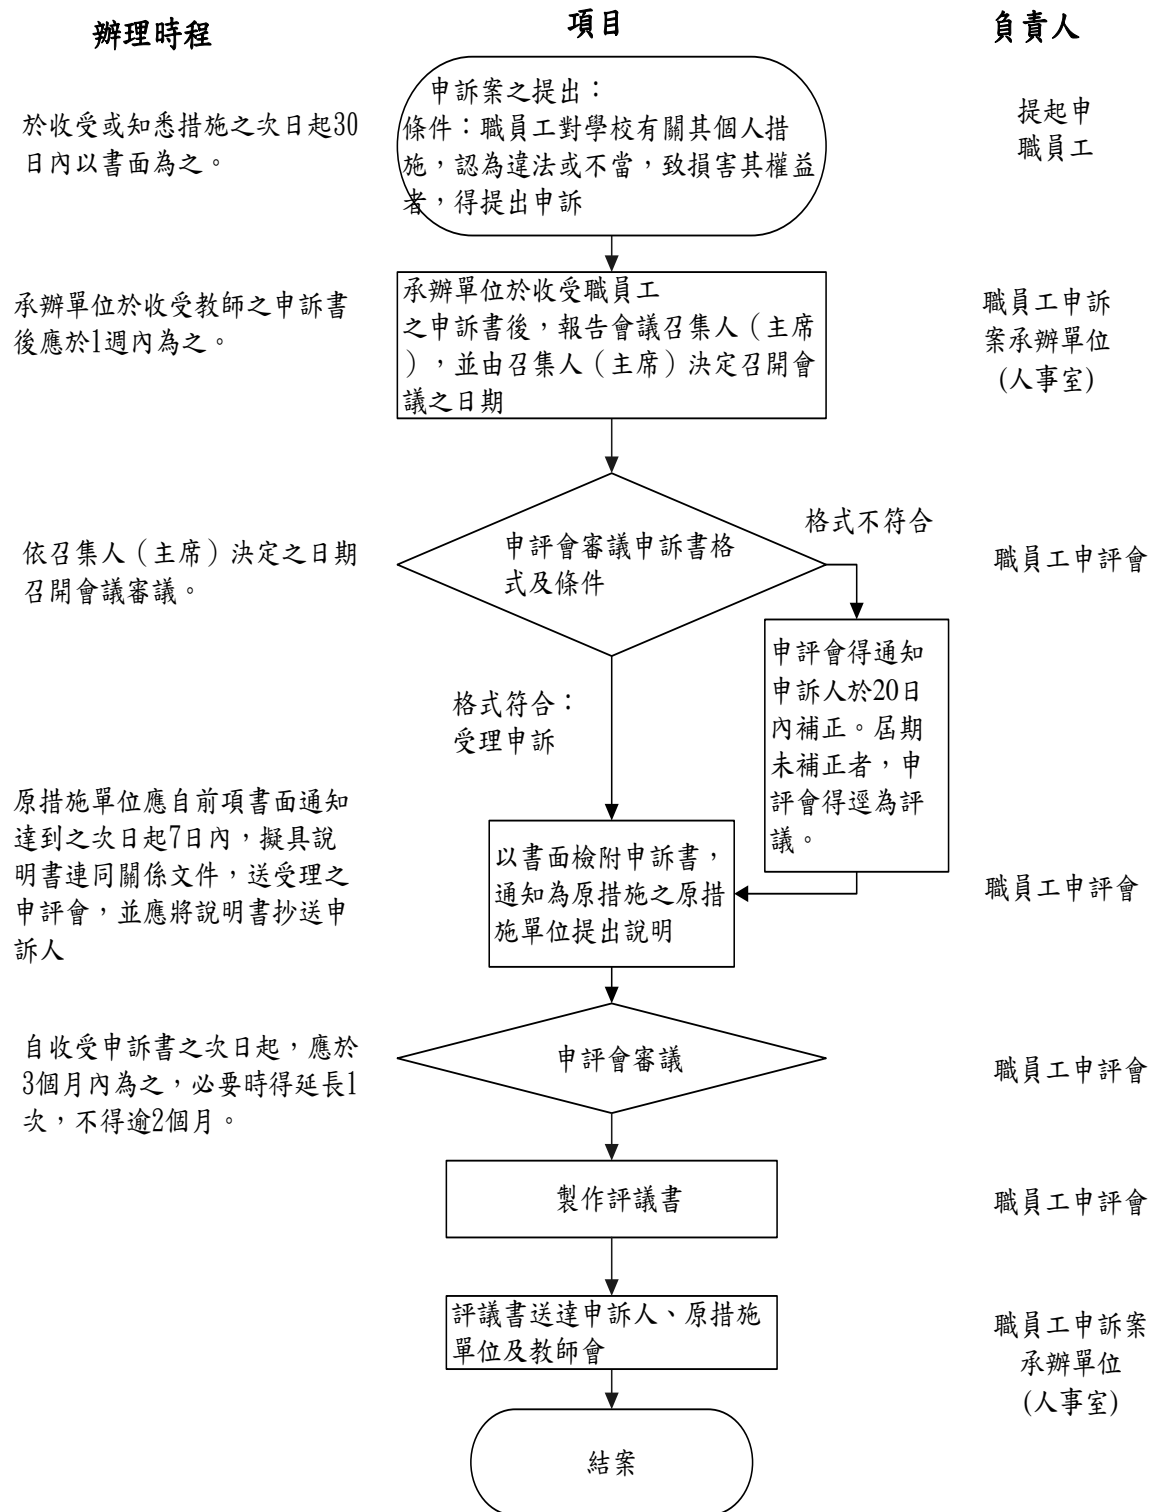 辦理時程
項目
負責人
於收受或知悉措施之次日起30
日內以書面為之。
申訴案之提出：
條件：職員工對學校有關其個人措
施，認為違法或不當，致損害其權益
者，得提出申訴
提起申
職員工
承辦單位於收受教師之申訴書
後應於1週內為之。
承辦單位於收受職員工
之申訴書後，報告會議召集人（主席
），並由召集人（主席）決定召開會
議之日期
職員工申訴
案承辦單位
(人事室)
依召集人（主席）決定之日期
召開會議審議。
申評會審議申訴書格
式及條件
格式不符合
職員工申評會
格式符合：
受理申訴
申評會得通知
申訴人於20日
內補正。屆期
未補正者，申
評會得逕為評
議。
原措施單位應自前項書面通知
達到之次日起7日內，擬具說
明書連同關係文件，送受理之
申評會，並應將說明書抄送申
訴人
以書面檢附申訴書，
通知為原措施之原措
施單位提出說明
職員工申評會
自收受申訴書之次日起，應於
3個月內為之，必要時得延長1
次，不得逾2個月。
申評會審議
職員工申評會
製作評議書
職員工申評會
評議書送達申訴人、原措施
單位及教師會
職員工申訴案
承辦單位
(人事室)
結案